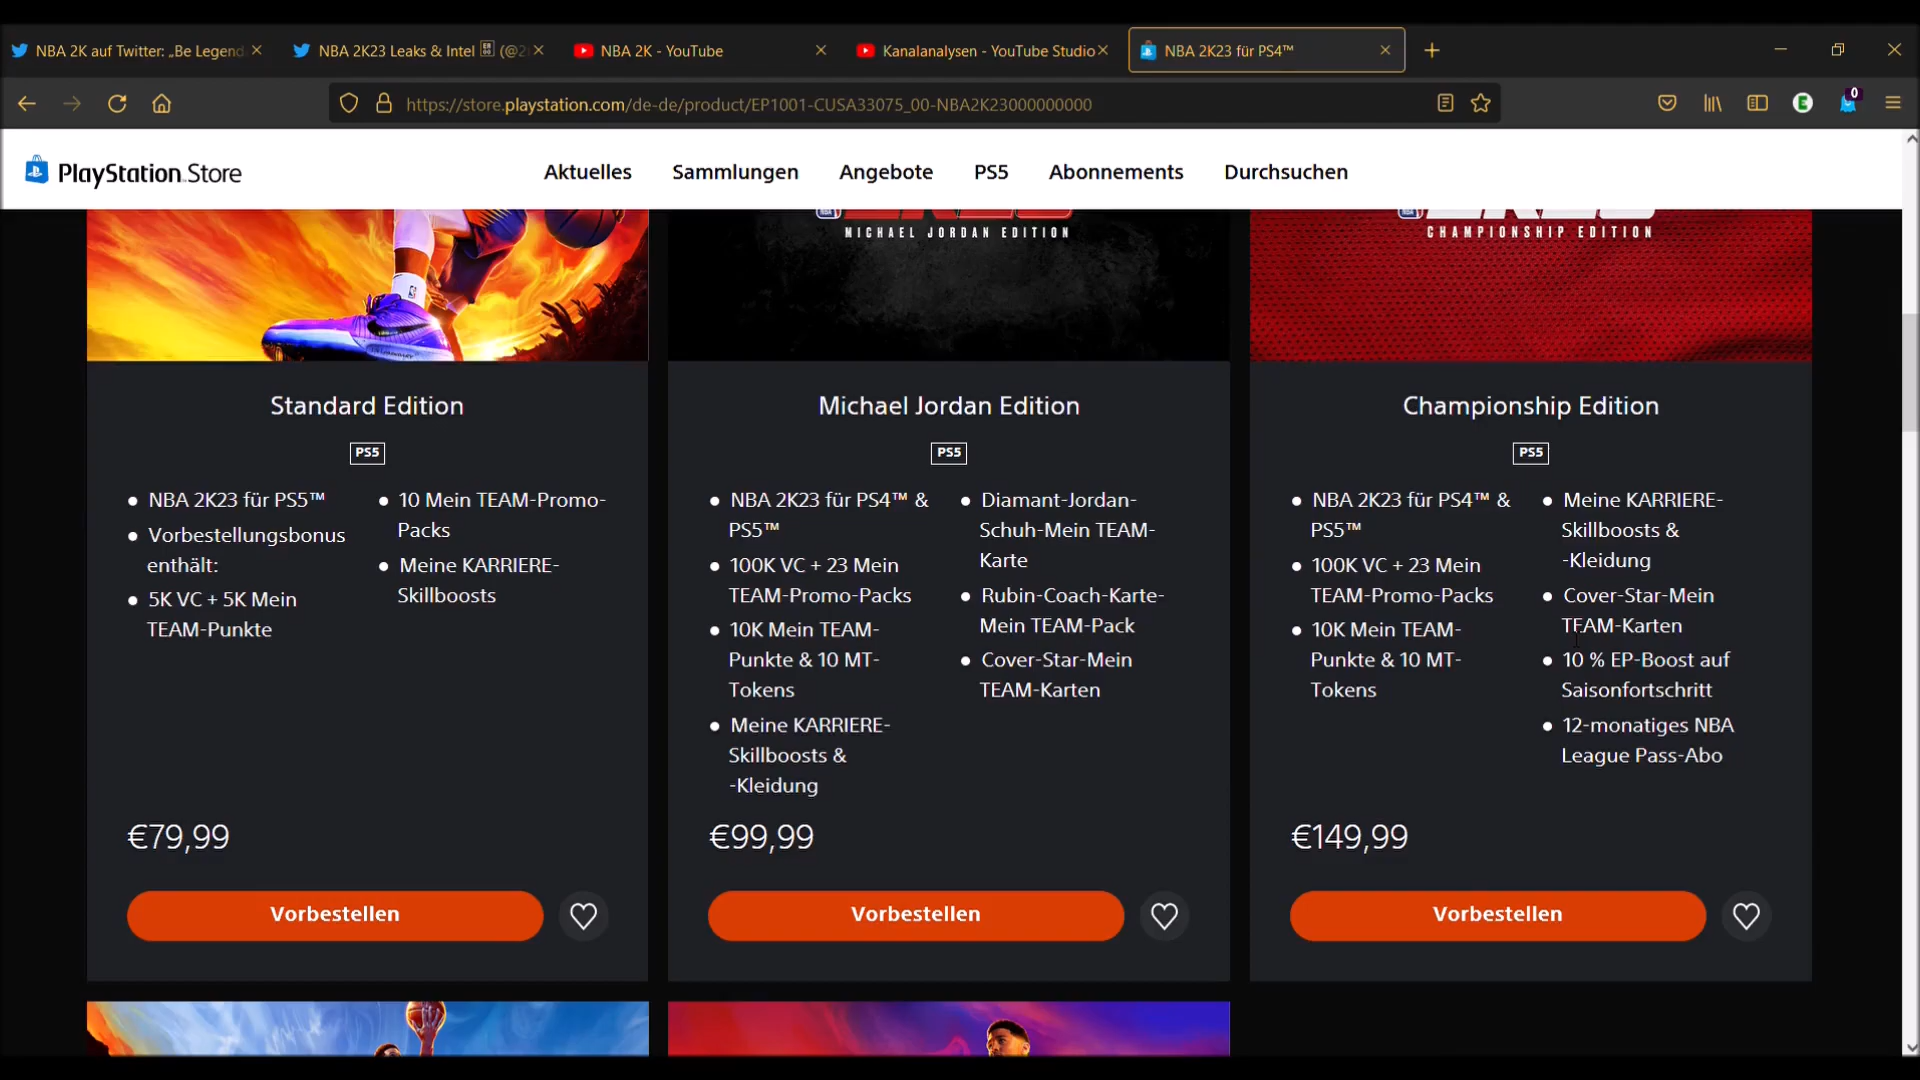 NBA 2K auf Twitter: „Be Legend
NBA 2K23 Leaks & Intel
(@2
NBA 2K - YouTube
Kanalanalysen - YouTube Studio
NBA 2K23 für PS4™
https://store.playstation.com/de-de/product/EP1001-CUSA33075_00-NBA2K23000000000
0
PlayStation Store
Aktuelles
Sammlungen
Angebote
PS5
Abonnements
Durchsuchen
MICHAEL JORDAN EDITION
CHAMPIONSHIP EDITION
Standard Edition
PS5
NBA 2K23 für PS5™
Vorbestellungsbonus
enthält:
5K VC + 5K Mein
TEAM-Punkte
10 Mein TEAM-Promo-
Packs
Meine KARRIERE-
Skillboosts
€79,99
Vorbestellen
Michael Jordan Edition
PS5
NBA 2K23 für PS4™ &
PS5™
100K VC + 23 Mein
TEAM-Promo-Packs
10K Mein TEAM-
Punkte & 10 MT-
Tokens
Meine KARRIERE-
Skillboosts &
-Kleidung
Diamant-Jordan-
Schuh-Mein TEAM-
Karte
Rubin-Coach-Karte-
Mein TEAM-Pack
Cover-Star-Mein
TEAM-Karten
€99,99
Vorbestellen
Championship Edition
PS5
NBA 2K23 für PS4™ &
PS5™
100K VC + 23 Mein
TEAM-Promo-Packs
10K Mein TEAM-
Punkte & 10 MT-
Tokens
Meine KARRIERE-
Skillboosts &
-Kleidung
Cover-Star-Mein
TEAM-Karten
10 % EP-Boost auf
Saisonfortschritt
12-monatiges NBA
League Pass-Abo
€149,99
Vorbestellen